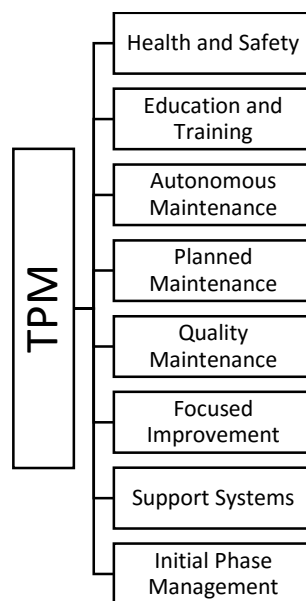 TPM
Health and Safety
Education and
Training
Autonomous
Maintenance
Planned
Maintenance
Quality
Maintenance
Focused
Improvement
Support Systems
Initial Phase
Management